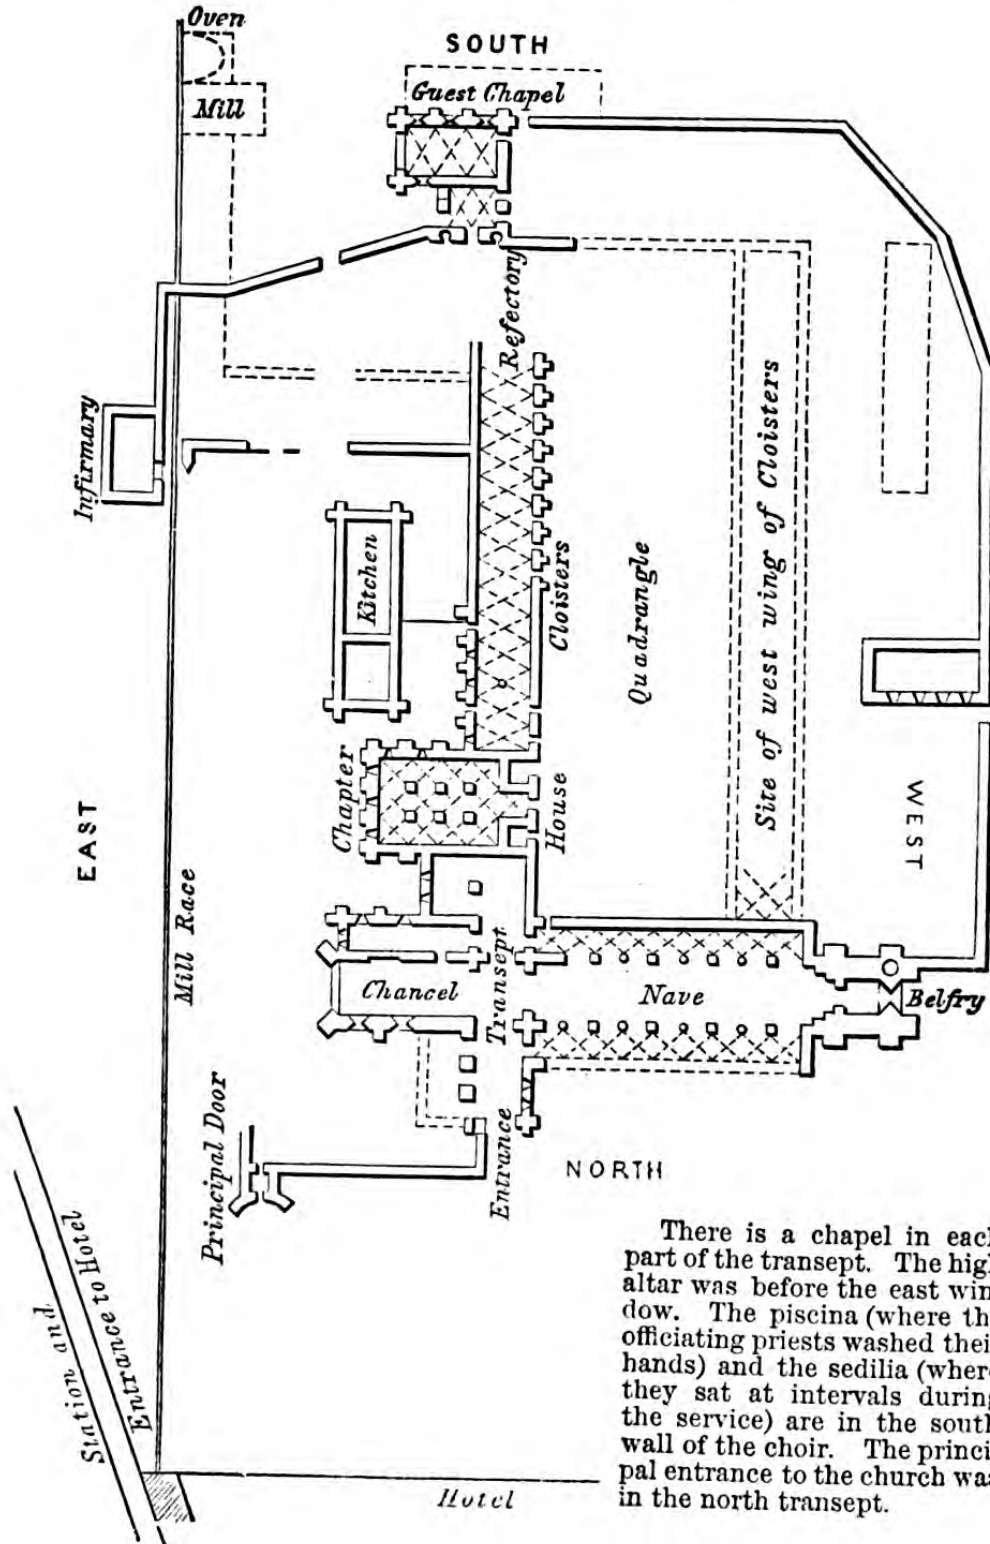 Oven
SOUTH
Guest Chapel
Mill
Refectory
Infirmary
Kitchen
Cloisters
Quadrangle
Site of west wing of Cloisters
WEST
EAST
Chapter
House
Mill Race
Chancel
Transept
Nave
Belfry
Principal Door
Entrance
NORTH
Station and
Entrance to Hotel
Hotel
There is a chapel in each
part of the transept. The high
altar was before the east win
dow. The piscina (where th
officiating priests washed their
hands) and the sedilia (where
they sat at intervals during
the service) are in the south
wall of the choir. The princi
pal entrance to the church wa
in the north transept.